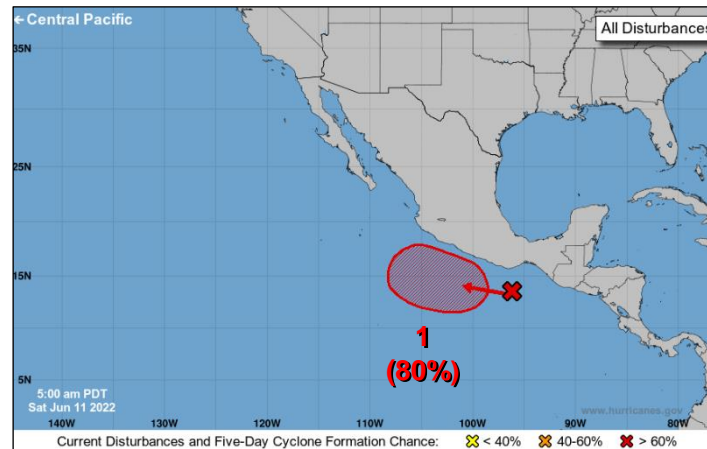 ← Central Pacific
All Disturbances
35N
25N
15N
5N
1
(80%)
5:00 am PDT
Sat Jun 11 2022
www.hurricanes.gov
140W 130W 120W 110W 100W 90W 80W
Current Disturbances and Five-Day Cyclone Formation Chance: < 40% 40-60% > 60%